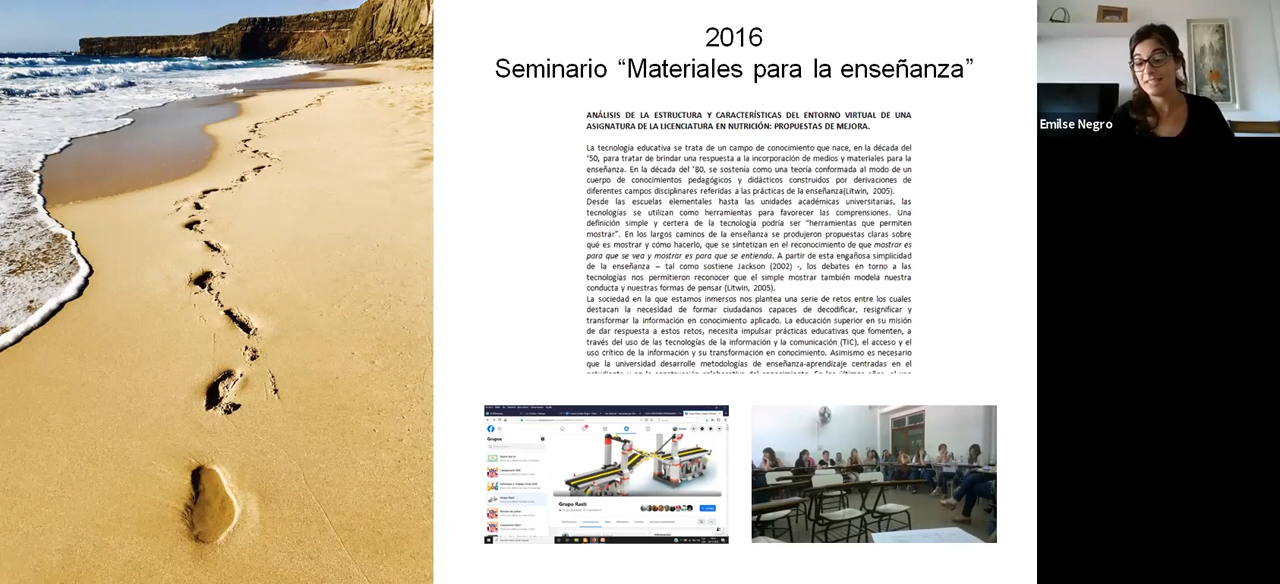 2016
Seminario “Materiales para la enseñanza”
ANÁLISIS DE LA ESTRUCTURA Y CARACTERÍSTICAS DEL ENTORNO VIRTUAL DE UNA
ASIGNATURA DE LA LICENCIATURA EN NUTRICIÓN: PROPUESTAS DE MEJORA.
La tecnología educativa se trata de un campo de conocimiento que nace, en la década del
‘50, para tratar de brindar una respuesta a la incorporación de medios y materiales para la
enseñanza. En la década del ‘80, se sostenía como una teoría conformada al modo de un
cuerpo de conocimientos pedagógicos y didácticos construidos por derivaciones de
diferentes campos disciplinares referidas a las prácticas de la enseñanza(Litwin, 2005).
Desde las escuelas elementales hasta las unidades académicas universitarias, las
tecnologías se utilizan como herramientas para favorecer las comprensiones. Una
definición simple y certera de la tecnología podría ser “herramientas que permiten
mostrar”. En los largos caminos de la enseñanza se produjeron propuestas claras sobre
qué es mostrar y cómo hacerlo, que se sintetizan en el reconocimiento de que mostrar es
para que se vea y mostrar es para que se entienda. A partir de esta engañosa simplicidad
de la enseñanza – tal como sostiene Jackson (2002) -, los debates en torno a las
tecnologías nos permitieron reconocer que el simple mostrar también modela nuestra
conducta y nuestras formas de pensar (Litwin, 2005).
La sociedad en la que estamos inmersos nos plantea una serie de retos entre los cuales
destacan la necesidad de formar ciudadanos capaces de decodificar, resignificar y
transformar la información en conocimiento aplicado. La educación superior en su misión
de dar respuesta a estos retos, necesita impulsar prácticas educativas que fomenten, a
través del uso de las tecnologías de la información y la comunicación (TIC), el acceso y el
uso crítico de la información y su transformación en conocimiento. Asimismo es necesario
que la universidad desarrolle metodologías de enseñanza-aprendizaje centradas en el
Grupos
Grupo Rasti
Grupo Rasti
Emilse Negro